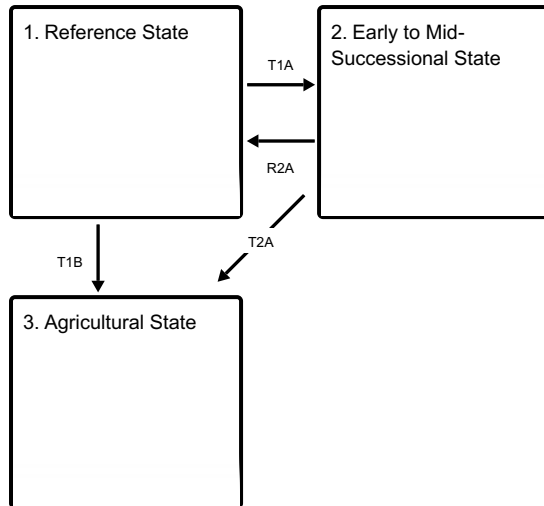 1. Reference State
2. Early to Mid-
Successional State
T1A
R2A
T2A
T1B
3. Agricultural State